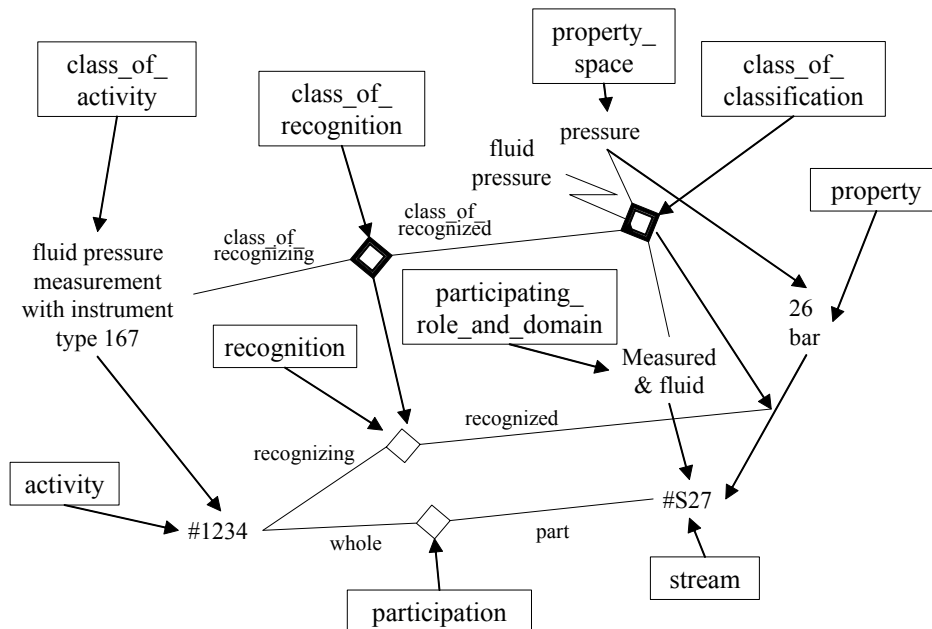 property_
space
class_of_
activity
class_of_
recognition
class_of_
classification
pressure
fluid
pressure
property
class_of_
recognized
class_of_
recognizing
fluid pressure
measurement
with instrument
type 167
participating_
role_and_domain
26
bar
recognition
Measured
& fluid
recognized
recognizing
activity
#1234
#S27
whole
part
stream
participation